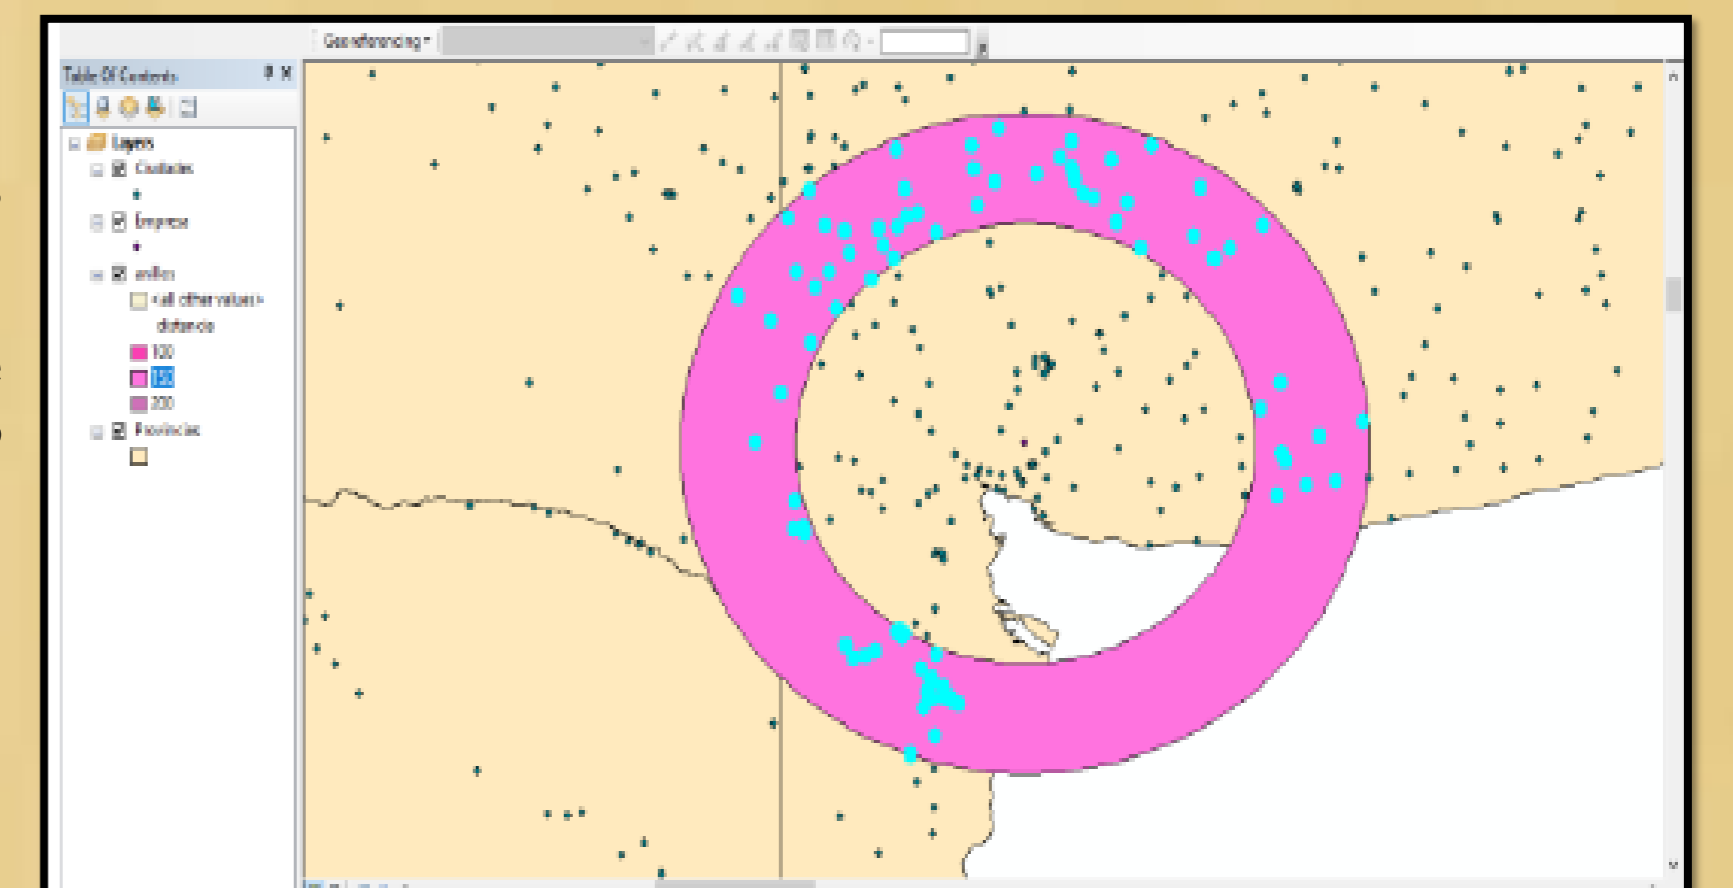 Georeferencing
Table Of Contents
Layers
Ciudades
Empresa
anillos
<all other values>
distancia
100
150
200
Provincias